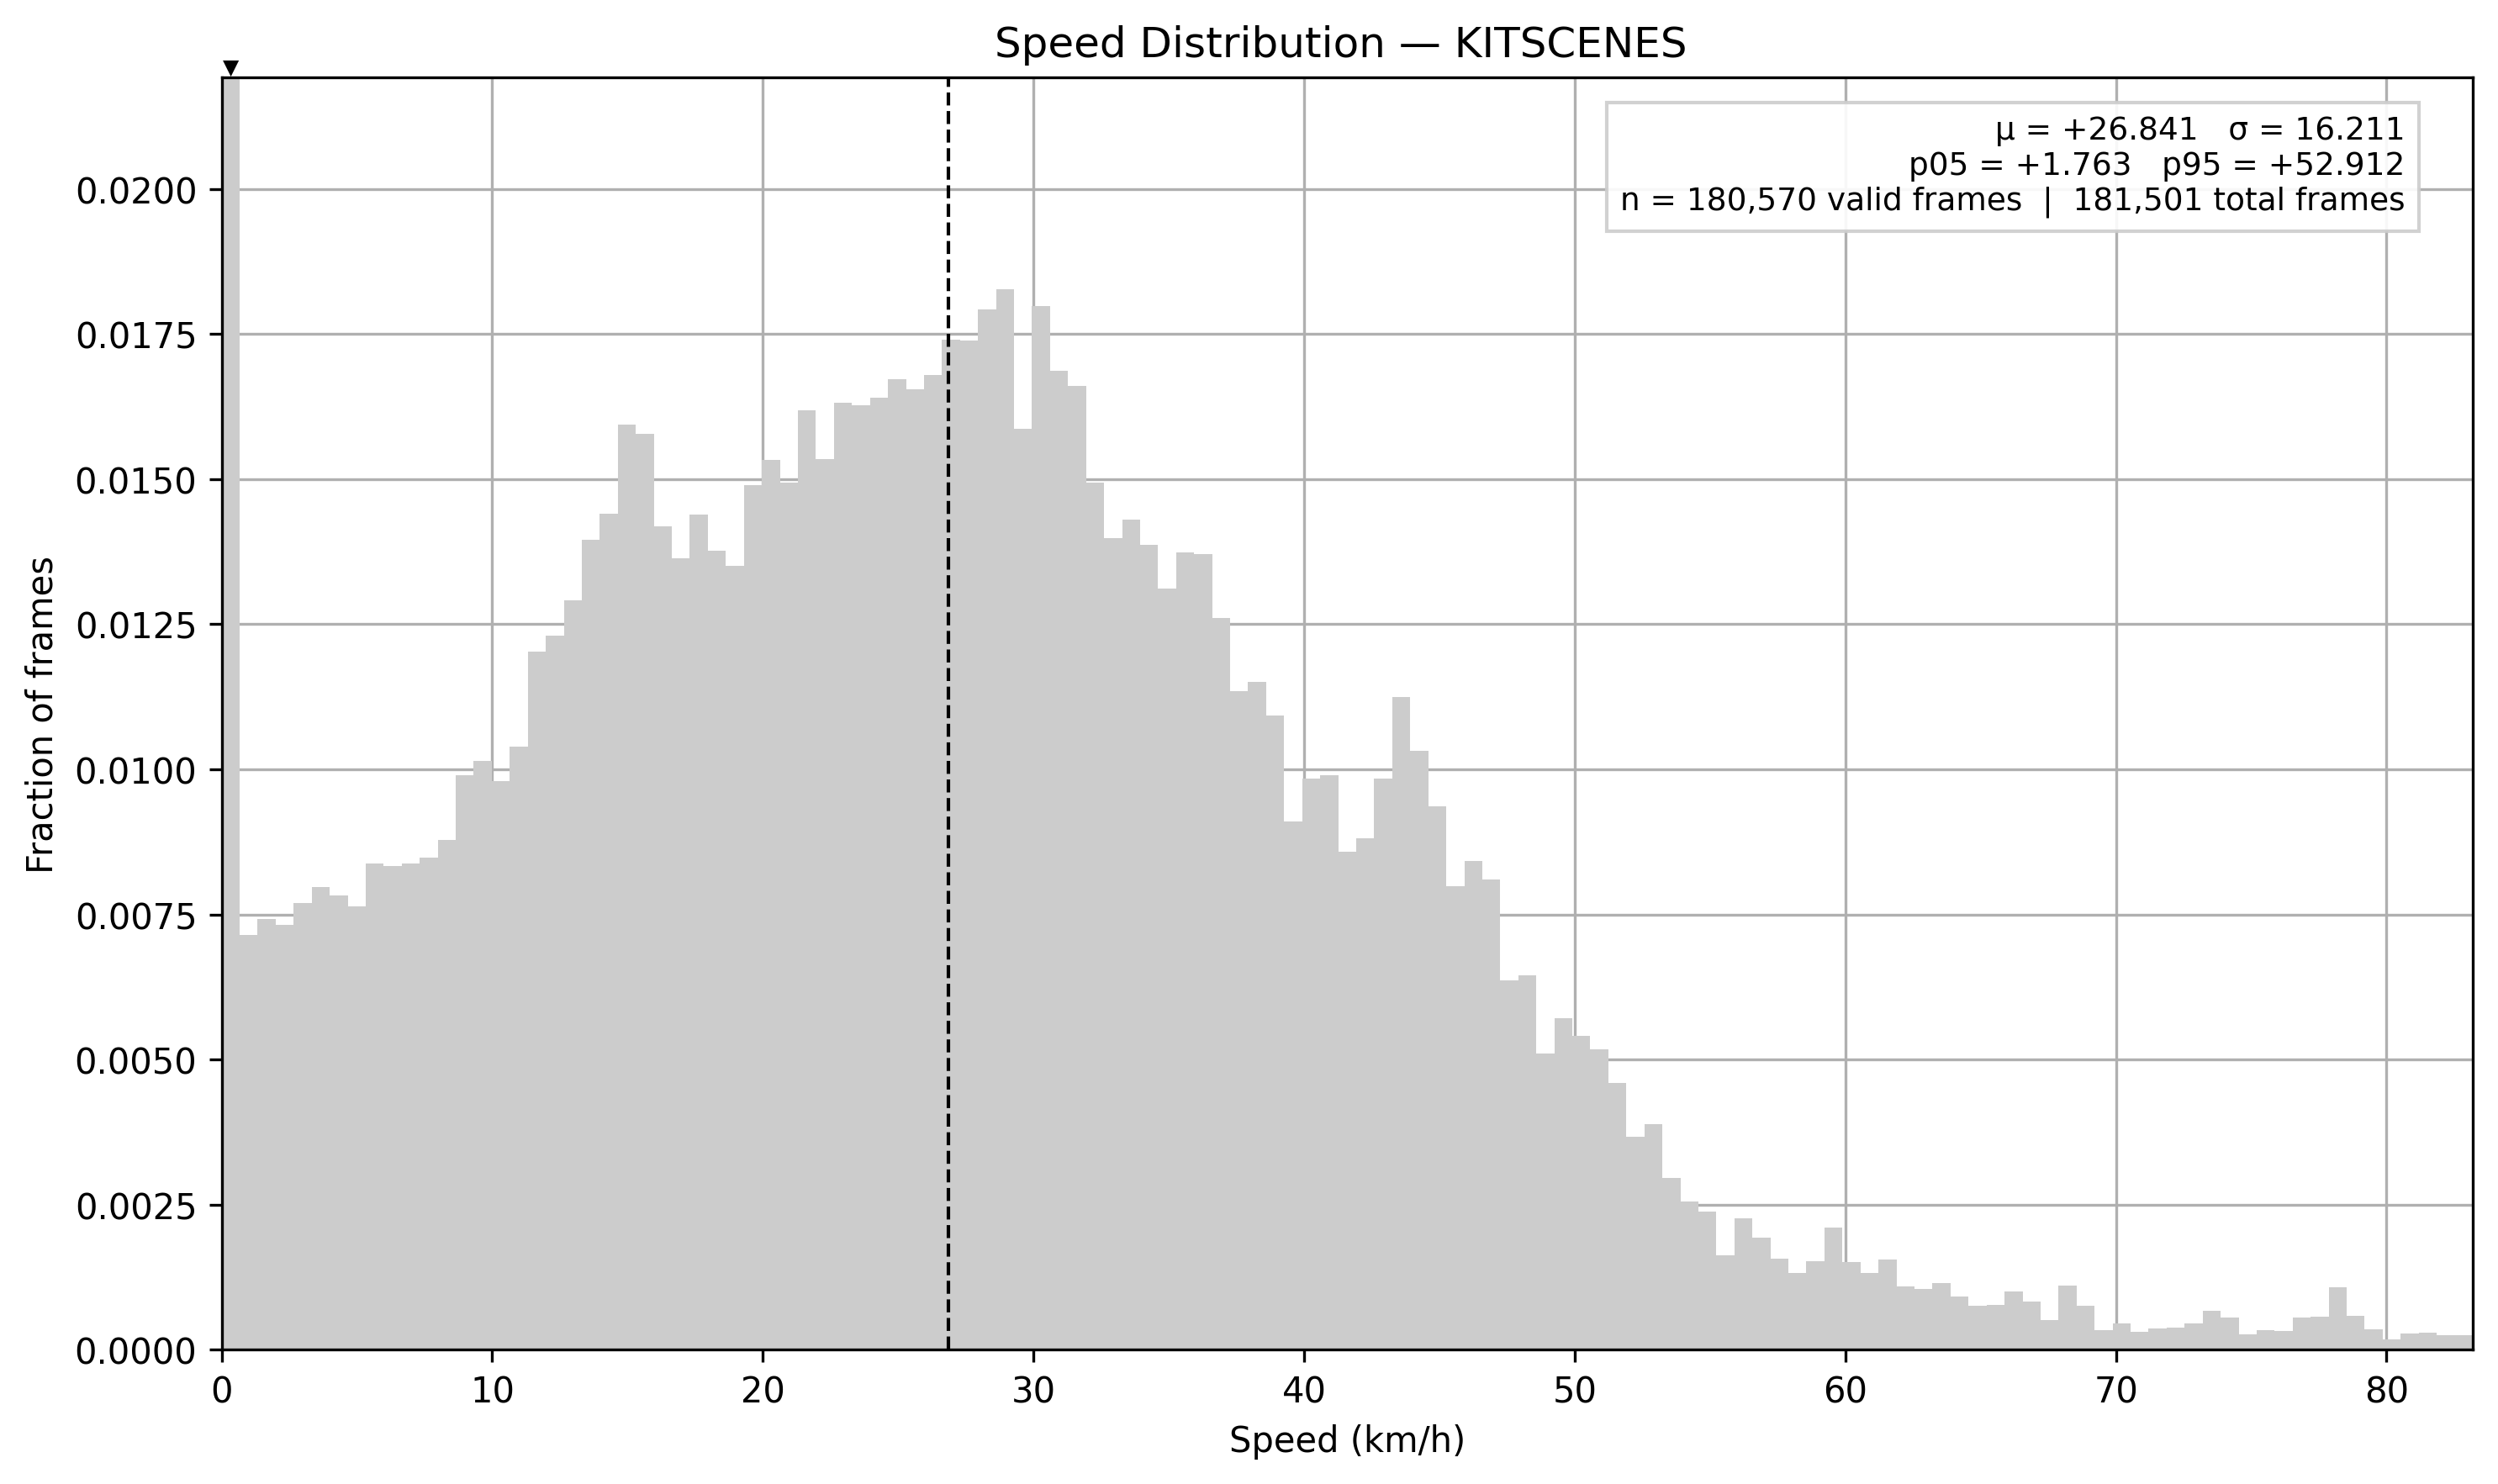 Speed Distribution — KITSCENES
▼
μ = +26.841   σ = 16.211
p05 = +1.763   p95 = +52.912
n = 180,570 valid frames  |  181,501 total frames
0.0200
0.0175
0.0150
0.0125
0.0100
0.0075
0.0050
0.0025
0.0000
Fraction of frames
0 10 20 30 40 50 60 70 80
Speed (km/h)